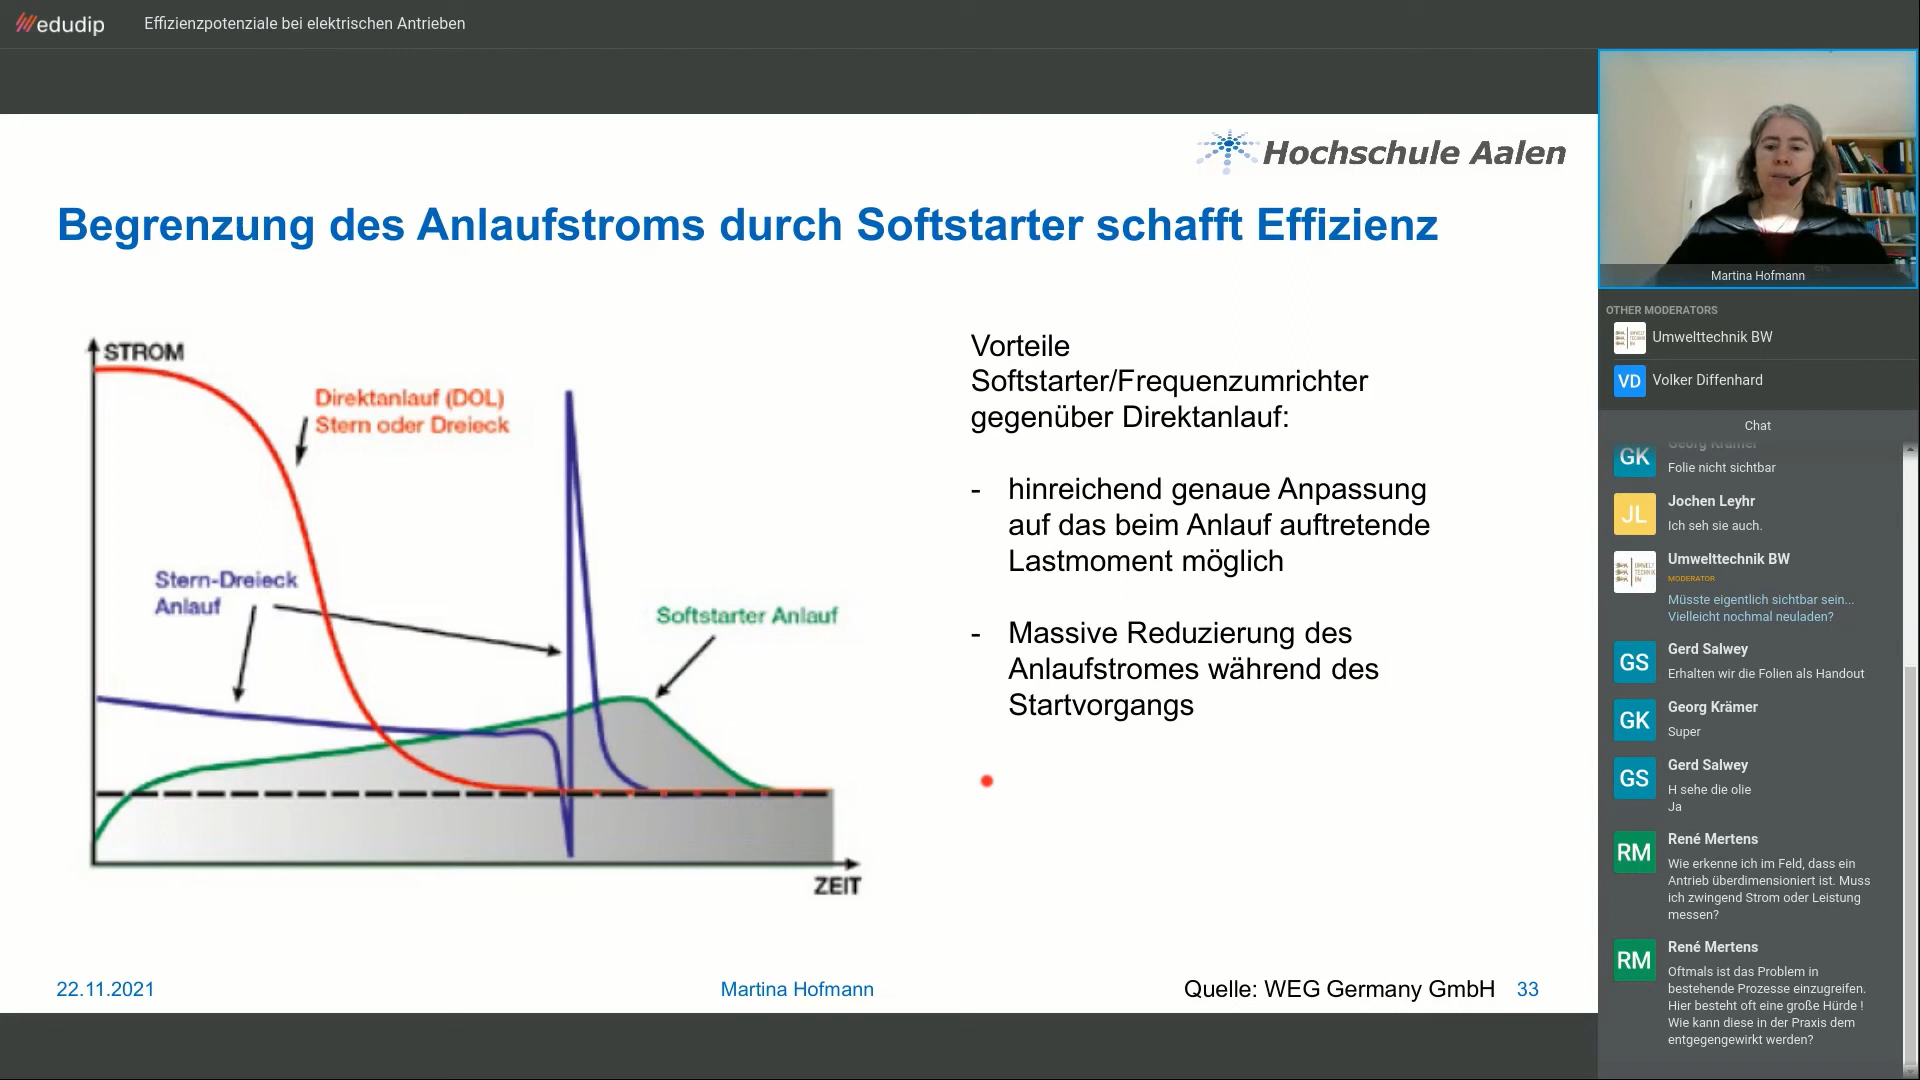 edudip
Effizienzpotenziale bei elektrischen Antrieben
Hochschule Aalen
Begrenzung des Anlaufstroms durch Softstarter schafft Effizienz
STROM
Direktanlauf (DOL)
Stern oder Dreieck
Stern-Dreieck
Anlauf
Softstarter Anlauf
ZEIT
Vorteile
Softstarter/Frequenzumrichter
gegenüber Direktanlauf:
- hinreichend genaue Anpassung
auf das beim Anlauf auftretende
Lastmoment möglich
- Massive Reduzierung des
Anlaufstromes während des
Startvorgangs
22.11.2021
Martina Hofmann
Quelle: WEG Germany GmbH
33
Martina Hofmann
OTHER MODERATORS
Umwelttechnik BW
VD
Volker Diffenhard
Chat
Georg Krämer
GK
Folie nicht sichtbar
JL
Jochen Leyhr
Ich seh sie auch.
Umwelttechnik BW
MODERATOR
Müsste eigentlich sichtbar sein...
Vielleicht nochmal neuladen?
GS
Gerd Salwey
Erhalten wir die Folien als Handout
GK
Georg Krämer
Super
GS
Gerd Salwey
H sehe die olie
Ja
RM
René Mertens
Wie erkenne ich im Feld, dass ein
Antrieb überdimensioniert ist. Muss
ich zwingend Strom oder Leistung
messen?
RM
René Mertens
Oftmals ist das Problem in
bestehende Prozesse einzugreifen.
Hier besteht oft eine große Hürde !
Wie kann diese in der Praxis dem
entgegengewirkt werden?